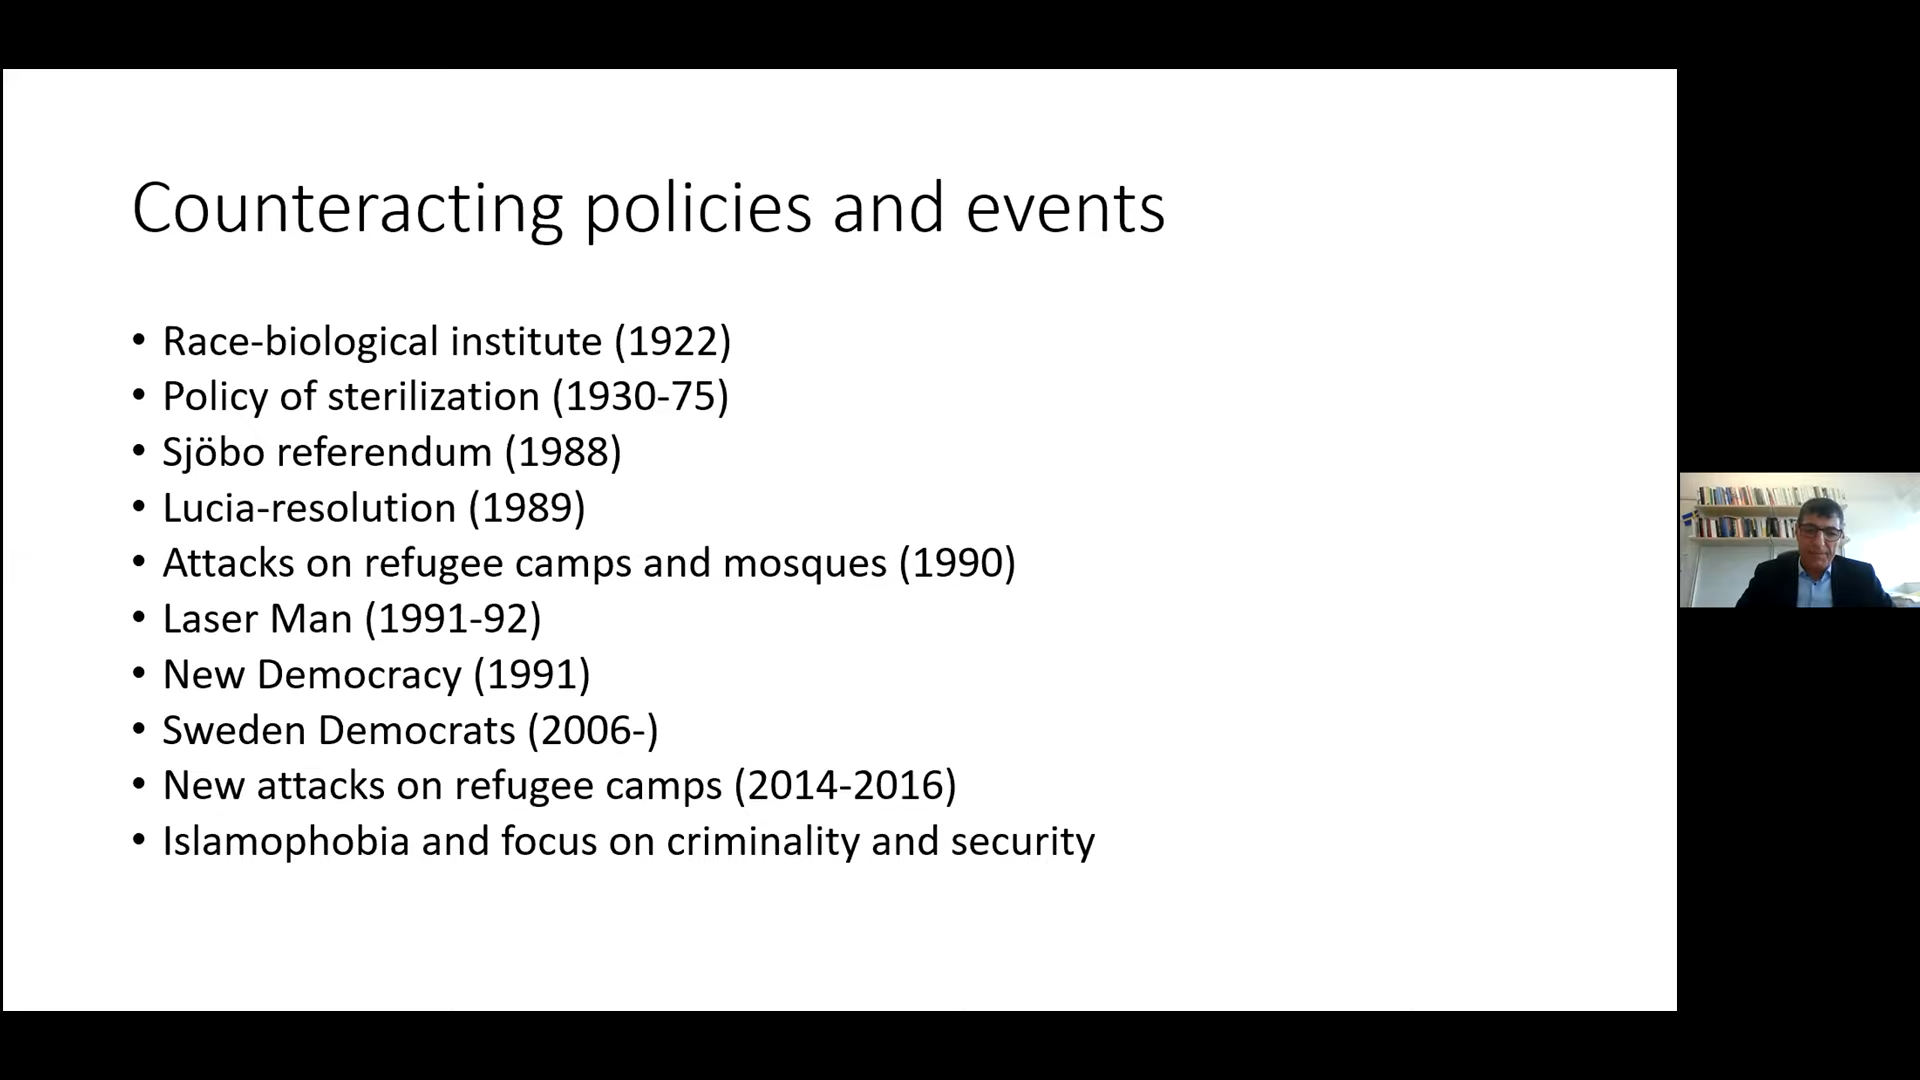 Counteracting policies and events
• Race-biological institute (1922)
• Policy of sterilization (1930-75)
• Sjöbo referendum (1988)
• Lucia-resolution (1989)
• Attacks on refugee camps and mosques (1990)
• Laser Man (1991-92)
• New Democracy (1991)
• Sweden Democrats (2006-)
• New attacks on refugee camps (2014-2016)
• Islamophobia and focus on criminality and security